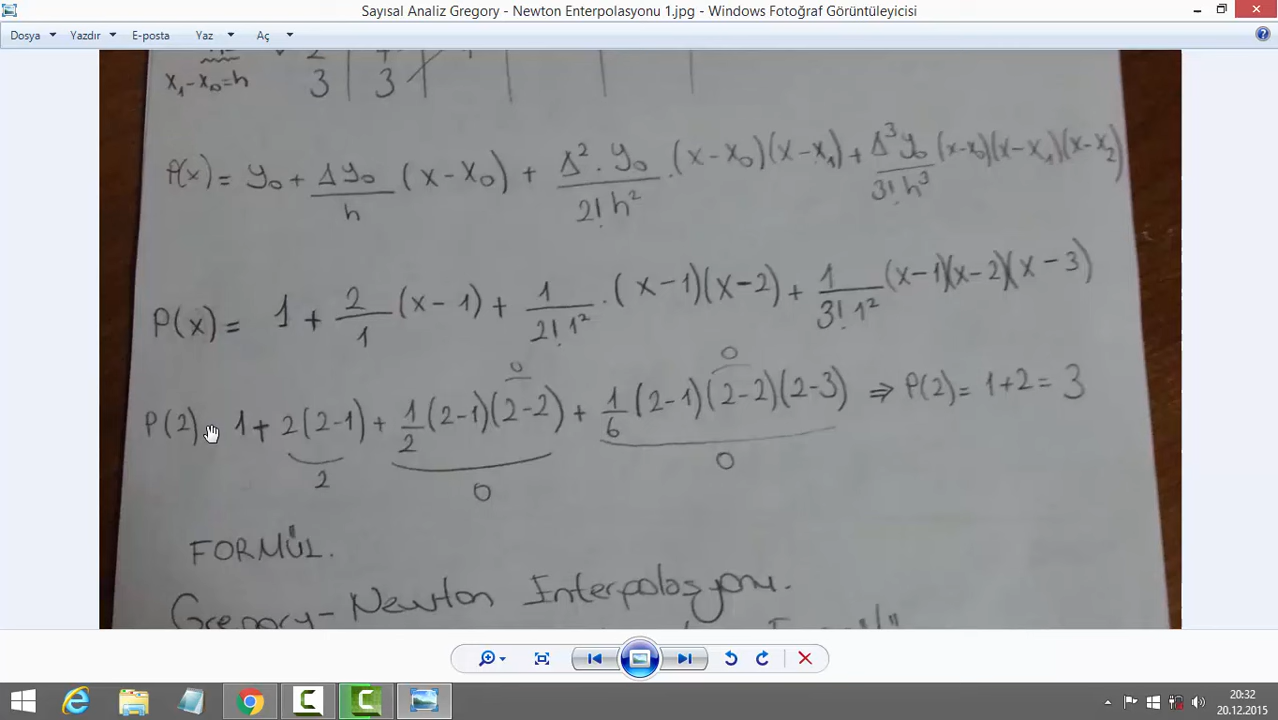 Sayısal Analiz Gregory - Newton Enterpolasyonu 1.jpg - Windows Fotoğraf Görüntüleyicisi
Dosya Yazdır E-posta Yaz Aç
x₁-x₀=h 3 3
P(x) = y₀ + Δy₀/h (x-x₀) + Δ².y₀/2!h² .(x-x₀)(x-x₁) + Δ³y₀/3!h³ (x-x₀)(x-x₁)(x-x₂)
P(x) = 1 + 2/1 (x-1) + 1/2!1² .(x-1)(x-2) + 1/3!1² (x-1)(x-2)(x-3)
0 0
P(2) = 1 + 2(2-1) + 1/2 (2-1)(2-2) + 1/6 (2-1)(2-2)(2-3) ⇒ P(2) = 1+2 = 3
2 0 0
FORMÜL.
Gregory-Newton Interpolasyonu.
20:32
20.12.2015